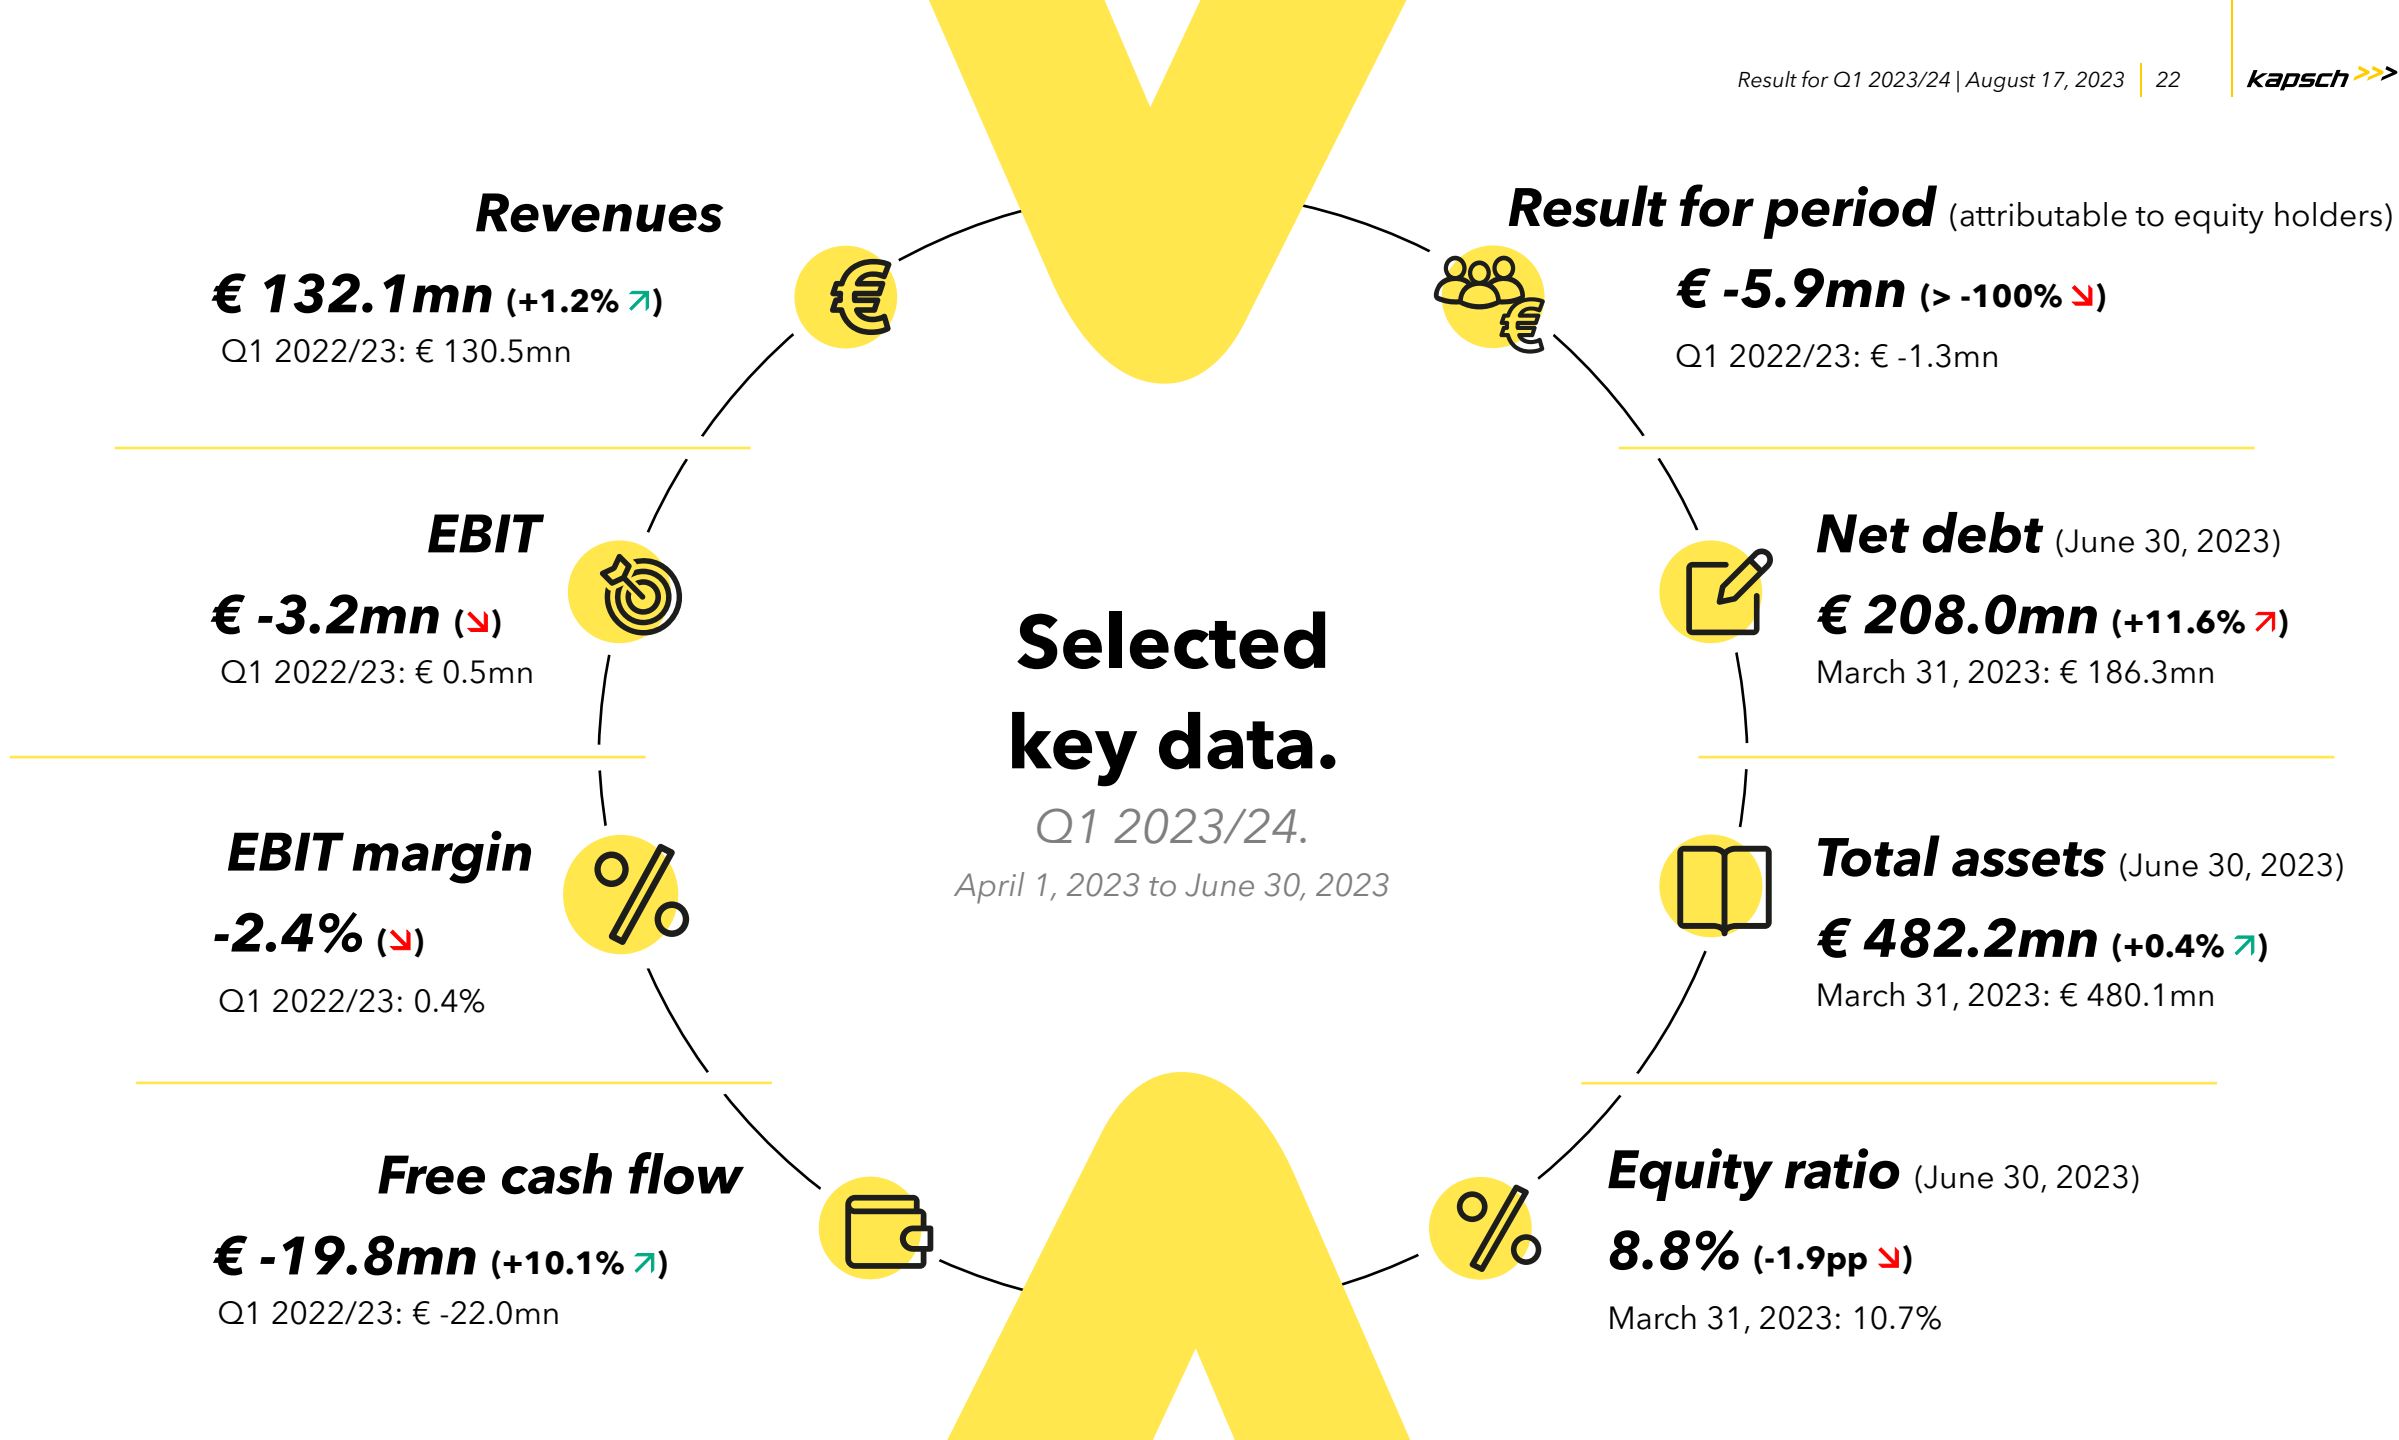 Result for Q1 2023/24 | August 17, 2023 22
kapsch >>>
Revenues
€ 132.1mn (+1.2% ↗)
Q1 2022/23: € 130.5mn
EBIT
€ -3.2mn (↘)
Q1 2022/23: € 0.5mn
EBIT margin
-2.4% (↘)
Q1 2022/23: 0.4%
Free cash flow
€ -19.8mn (+10.1% ↗)
Q1 2022/23: € -22.0mn
Selected
key data.
Q1 2023/24.
April 1, 2023 to June 30, 2023
Result for period (attributable to equity holders)
€ -5.9mn (> -100% ↘)
Q1 2022/23: € -1.3mn
Net debt (June 30, 2023)
€ 208.0mn (+11.6% ↗)
March 31, 2023: € 186.3mn
Total assets (June 30, 2023)
€ 482.2mn (+0.4% ↗)
March 31, 2023: € 480.1mn
Equity ratio (June 30, 2023)
8.8% (-1.9pp ↘)
March 31, 2023: 10.7%